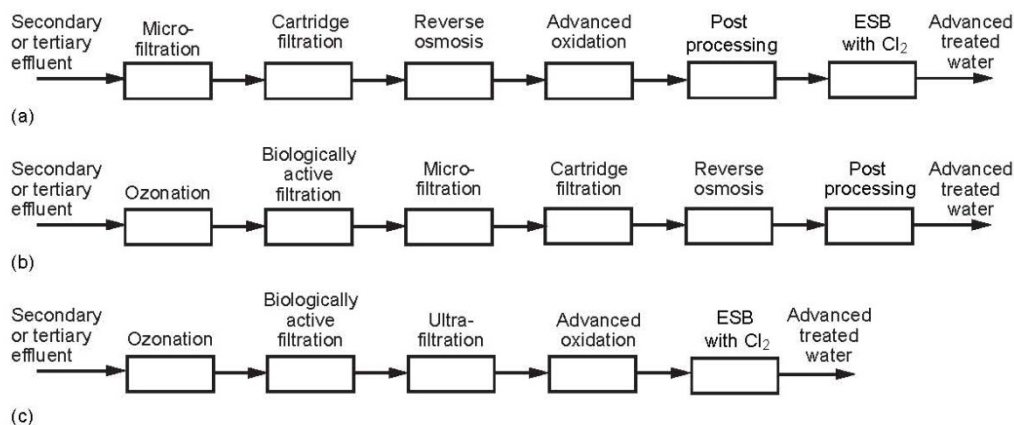 Secondary
or tertiary
effluent
Micro-
filtration
Cartridge
filtration
Reverse
osmosis
Advanced
oxidation
Post
processing
ESB
with Cl₂
Advanced
treated
water
(a)
Secondary
or tertiary
effluent
Ozonation
Biologically
active
filtration
Micro-
filtration
Cartridge
filtration
Reverse
osmosis
Post
processing
Advanced
treated
water
(b)
Secondary
or tertiary
effluent
Ozonation
Biologically
active
filtration
Ultra-
filtration
Advanced
oxidation
ESB
with Cl₂
Advanced
treated
water
(c)